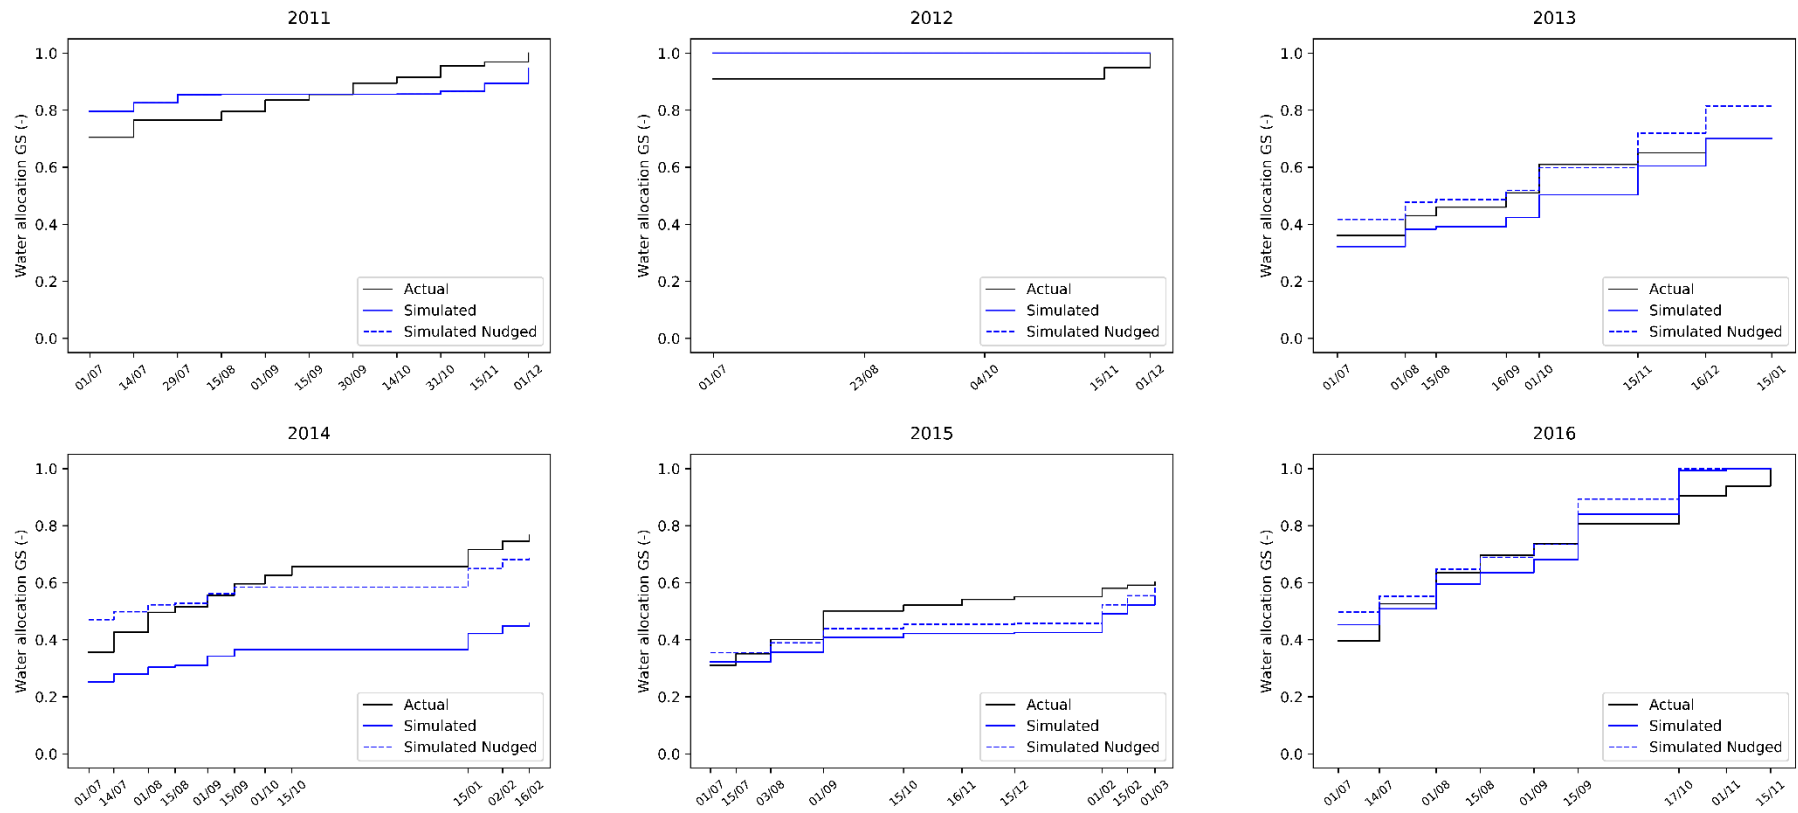 2011
Water allocation GS (-)
1.0
0.8
0.6
0.4
0.2
0.0
Actual
Simulated
Simulated Nudged
01/07 14/07 29/07 15/08 01/09 15/09 30/09 14/10 31/10 15/11 01/12
2012
Water allocation GS (-)
1.0
0.8
0.6
0.4
0.2
0.0
Actual
Simulated
Simulated Nudged
01/07 23/08 04/10 15/11 01/12
2013
Water allocation GS (-)
1.0
0.8
0.6
0.4
0.2
0.0
Actual
Simulated
Simulated Nudged
01/07 01/08 15/08 16/09 01/10 15/11 16/12 15/01
2014
Water allocation GS (-)
1.0
0.8
0.6
0.4
0.2
0.0
Actual
Simulated
Simulated Nudged
01/07 14/07 01/08 15/08 01/09 15/09 01/10 15/10 15/01 02/02 16/02
2015
Water allocation GS (-)
1.0
0.8
0.6
0.4
0.2
0.0
Actual
Simulated
Simulated Nudged
01/07 15/07 03/08 01/09 15/10 16/11 15/12 01/02 15/02 01/03
2016
Water allocation GS (-)
1.0
0.8
0.6
0.4
0.2
0.0
Actual
Simulated
Simulated Nudged
01/07 14/07 01/08 15/08 01/09 15/09 17/10 01/11 15/11